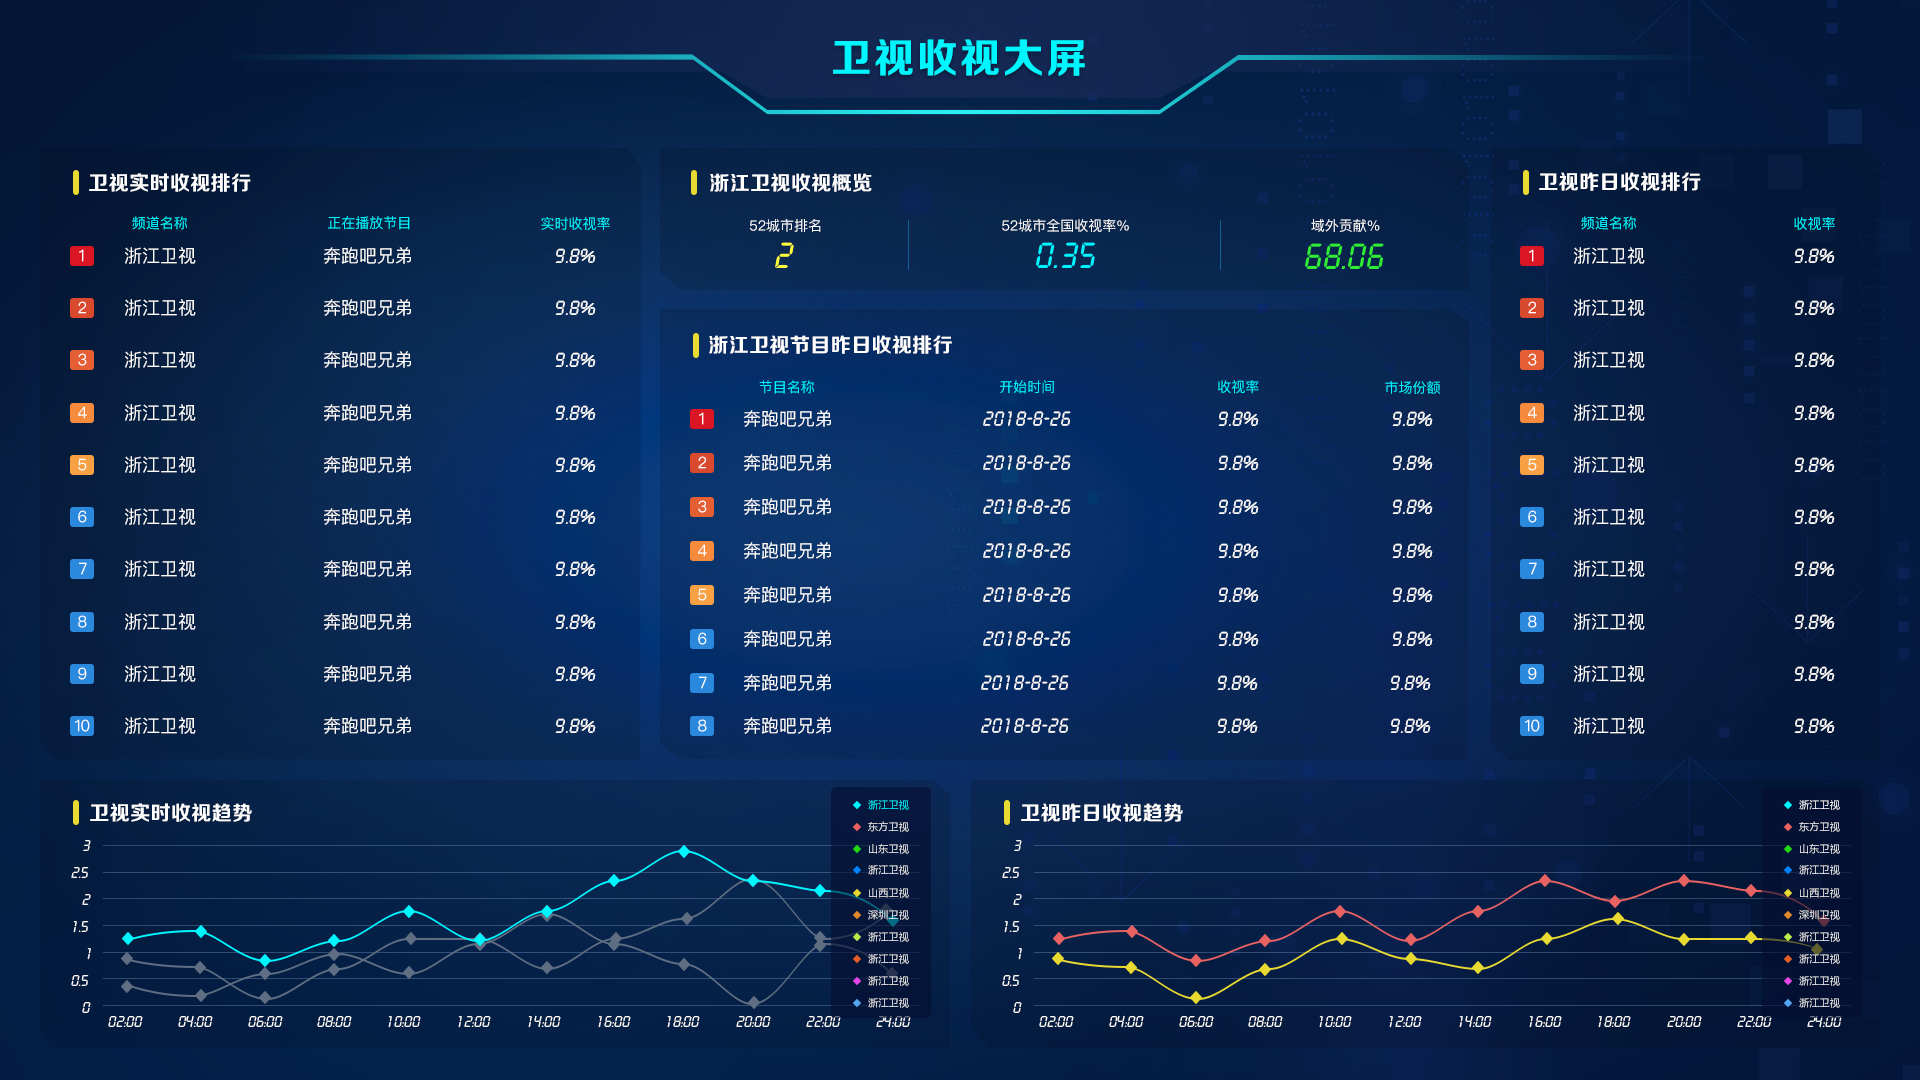 卫视收视大屏
卫视实时收视排行
频道名称 正在播放节目 实时收视率
1 浙江卫视 奔跑吧兄弟 9.8%
2 浙江卫视 奔跑吧兄弟 9.8%
3 浙江卫视 奔跑吧兄弟 9.8%
4 浙江卫视 奔跑吧兄弟 9.8%
5 浙江卫视 奔跑吧兄弟 9.8%
6 浙江卫视 奔跑吧兄弟 9.8%
7 浙江卫视 奔跑吧兄弟 9.8%
8 浙江卫视 奔跑吧兄弟 9.8%
9 浙江卫视 奔跑吧兄弟 9.8%
10 浙江卫视 奔跑吧兄弟 9.8%
浙江卫视收视概览
52城市排名 52城市全国收视率% 域外贡献%
2 0.35 68.06
浙江卫视节目昨日收视排行
节目名称 开始时间 收视率 市场份额
1 奔跑吧兄弟 2018-8-26 9.8% 9.8%
2 奔跑吧兄弟 2018-8-26 9.8% 9.8%
3 奔跑吧兄弟 2018-8-26 9.8% 9.8%
4 奔跑吧兄弟 2018-8-26 9.8% 9.8%
5 奔跑吧兄弟 2018-8-26 9.8% 9.8%
6 奔跑吧兄弟 2018-8-26 9.8% 9.8%
7 奔跑吧兄弟 2018-8-26 9.8% 9.8%
8 奔跑吧兄弟 2018-8-26 9.8% 9.8%
卫视昨日收视排行
频道名称 收视率
1 浙江卫视 9.8%
2 浙江卫视 9.8%
3 浙江卫视 9.8%
4 浙江卫视 9.8%
5 浙江卫视 9.8%
6 浙江卫视 9.8%
7 浙江卫视 9.8%
8 浙江卫视 9.8%
9 浙江卫视 9.8%
10 浙江卫视 9.8%
卫视实时收视趋势
3
2.5
2
1.5
1
0.5
0
02:00 04:00 06:00 08:00 10:00 12:00 14:00 16:00 18:00 20:00 22:00 24:00
浙江卫视
东方卫视
山东卫视
浙江卫视
山西卫视
深圳卫视
浙江卫视
浙江卫视
浙江卫视
浙江卫视
卫视昨日收视趋势
3
2.5
2
1.5
1
0.5
0
02:00 04:00 06:00 08:00 10:00 12:00 14:00 16:00 18:00 20:00 22:00 24:00
浙江卫视
东方卫视
山东卫视
浙江卫视
山西卫视
深圳卫视
浙江卫视
浙江卫视
浙江卫视
浙江卫视